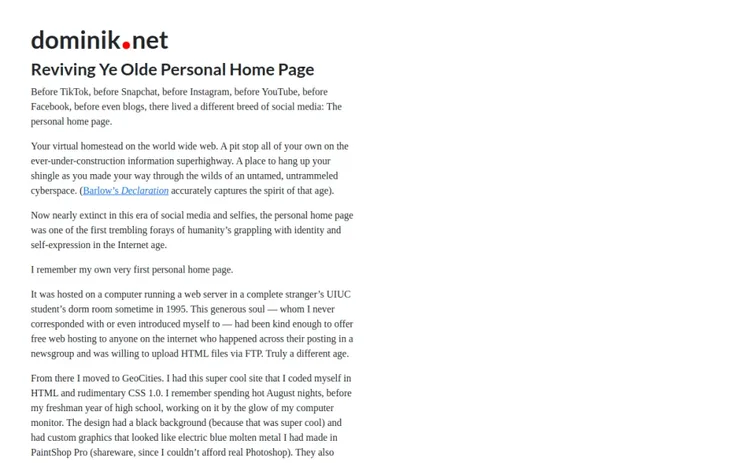 dominik.net
Reviving Ye Olde Personal Home Page
Before TikTok, before Snapchat, before Instagram, before YouTube, before
Facebook, before even blogs, there lived a different breed of social media: The
personal home page.
Your virtual homestead on the world wide web. A pit stop all of your own on the
ever-under-construction information superhighway. A place to hang up your
shingle as you made your way through the wilds of an untamed, untrammeled
cyberspace. (Barlow’s Declaration accurately captures the spirit of that age).
Now nearly extinct in this era of social media and selfies, the personal home page
was one of the first trembling forays of humanity’s grappling with identity and
self-expression in the Internet age.
I remember my own very first personal home page.
It was hosted on a computer running a web server in a complete stranger’s UIUC
student’s dorm room sometime in 1995. This generous soul — whom I never
corresponded with or even introduced myself to — had been kind enough to offer
free web hosting to anyone on the internet who happened across their posting in a
newsgroup and was willing to upload HTML files via FTP. Truly a different age.
From there I moved to GeoCities. I had this super cool site that I coded myself in
HTML and rudimentary CSS 1.0. I remember spending hot August nights, before
my freshman year of high school, working on it by the glow of my computer
monitor. The design had a black background (because that was super cool) and
had custom graphics that looked like electric blue molten metal I had made in
PaintShop Pro (shareware, since I couldn’t afford real Photoshop). They also